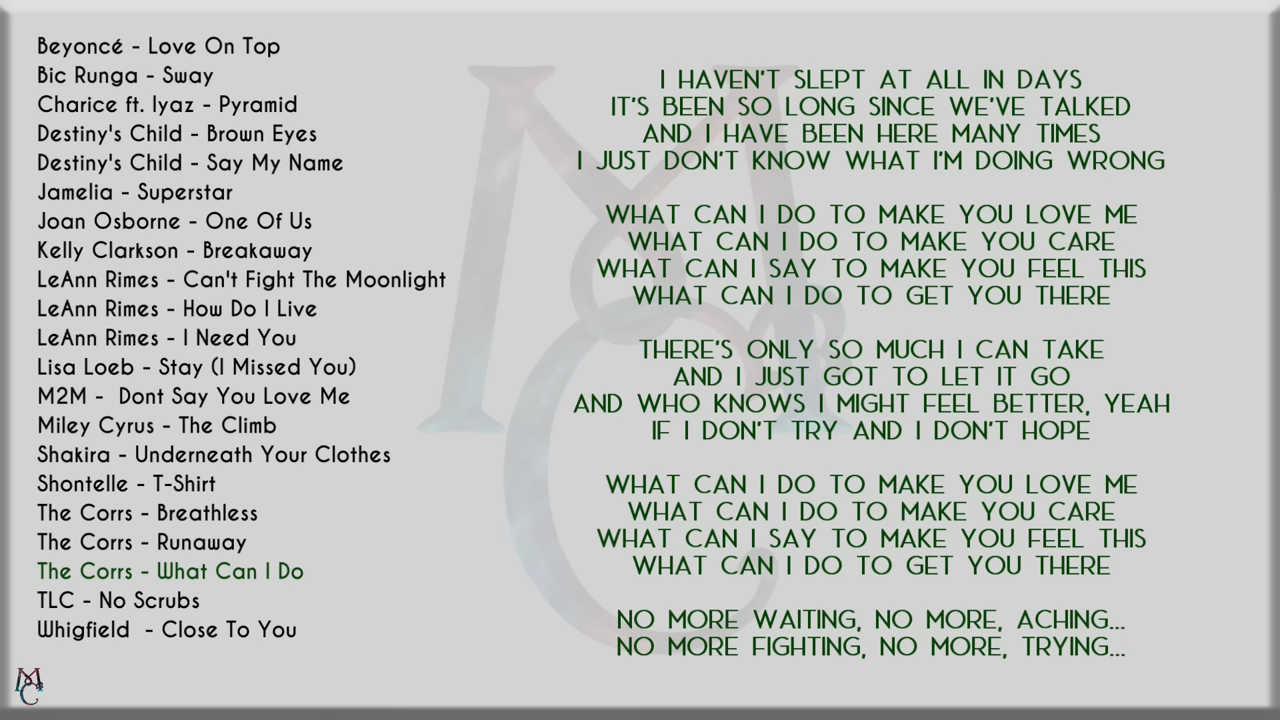 Beyoncé - Love On Top
Bic Runga - Sway
Charice ft. Iyaz - Pyramid
Destiny's Child - Brown Eyes
Destiny's Child - Say My Name
Jamelia - Superstar
Joan Osborne - One Of Us
Kelly Clarkson - Breakaway
LeAnn Rimes - Can't Fight The Moonlight
LeAnn Rimes - How Do I Live
LeAnn Rimes - I Need You
Lisa Loeb - Stay (I Missed You)
M2M -  Dont Say You Love Me
Miley Cyrus - The Climb
Shakira - Underneath Your Clothes
Shontelle - T-Shirt
The Corrs - Breathless
The Corrs - Runaway
The Corrs - What Can I Do
TLC - No Scrubs
Whigfield  - Close To You
I HAVEN'T SLEPT AT ALL IN DAYS
IT'S BEEN SO LONG SINCE WE'VE TALKED
AND I HAVE BEEN HERE MANY TIMES
I JUST DON'T KNOW WHAT I'M DOING WRONG
WHAT CAN I DO TO MAKE YOU LOVE ME
WHAT CAN I DO TO MAKE YOU CARE
WHAT CAN I SAY TO MAKE YOU FEEL THIS
WHAT CAN I DO TO GET YOU THERE
THERE'S ONLY SO MUCH I CAN TAKE
AND I JUST GOT TO LET IT GO
AND WHO KNOWS I MIGHT FEEL BETTER, YEAH
IF I DON'T TRY AND I DON'T HOPE
WHAT CAN I DO TO MAKE YOU LOVE ME
WHAT CAN I DO TO MAKE YOU CARE
WHAT CAN I SAY TO MAKE YOU FEEL THIS
WHAT CAN I DO TO GET YOU THERE
NO MORE WAITING, NO MORE, ACHING...
NO MORE FIGHTING, NO MORE, TRYING...